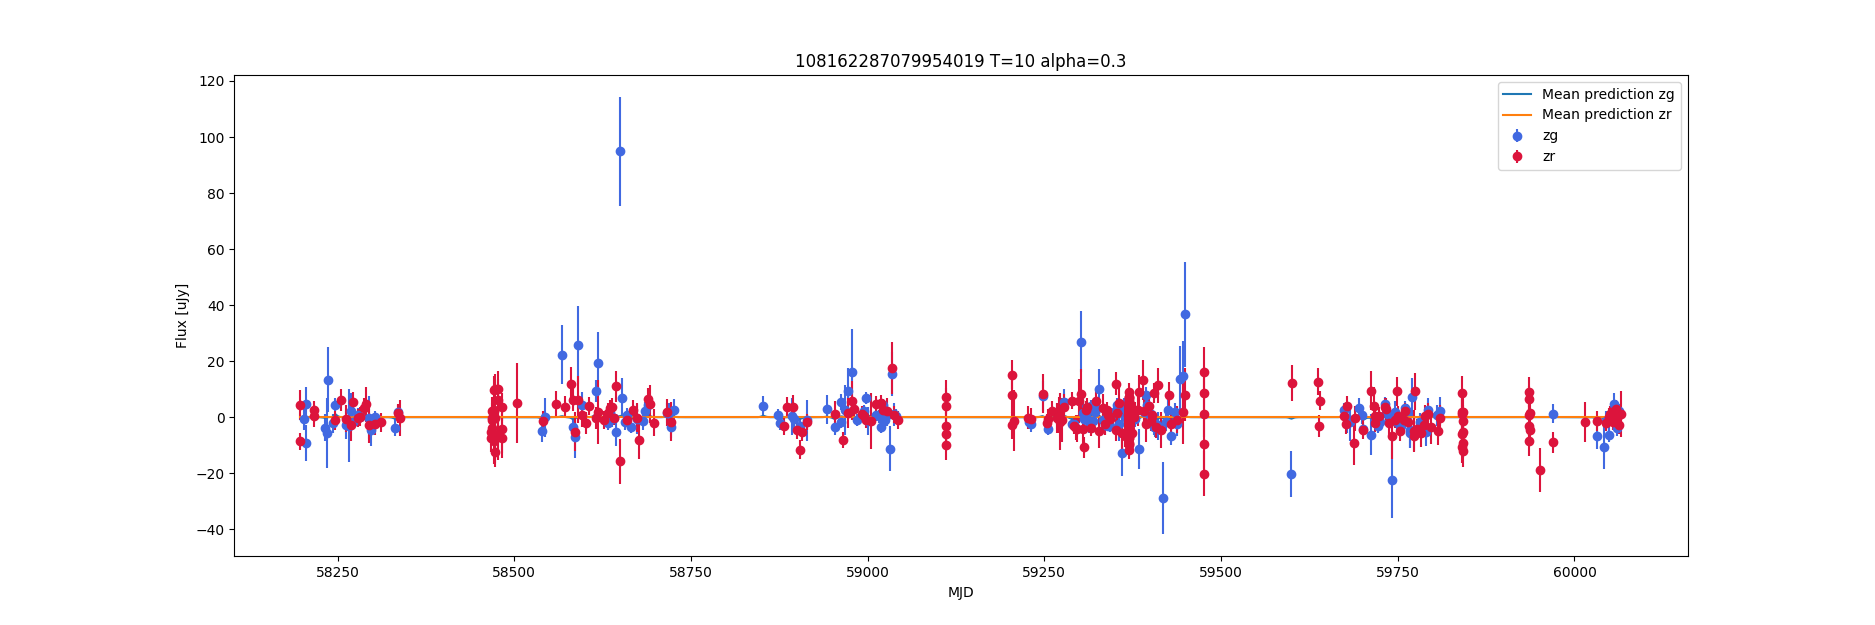 108162287079954019 T=10 alpha=0.3
120
100
80
60
40
20
0
−20
−40
Flux [uJy]
58250
58500
58750
59000
59250
59500
59750
60000
MJD
Mean prediction zg
Mean prediction zr
zg
zr